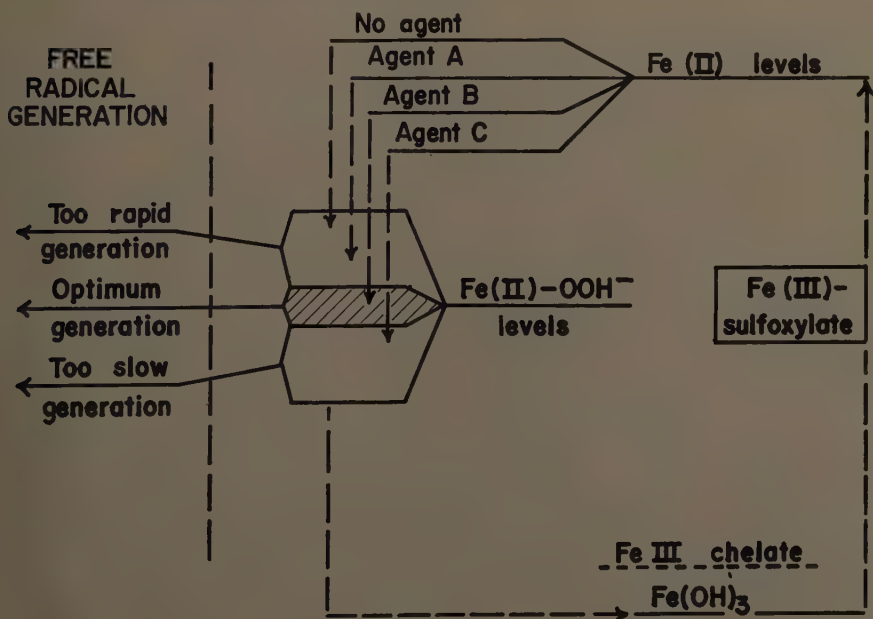 FREE
RADICAL
GENERATION
No agent
Agent A
Agent B
Agent C
Fe (II) levels
Too rapid
generation
Optimum
generation
Too slow
generation
Fe(II)-OOH⁻
levels
Fe (III)-
sulfoxylate
Fe III chelate
Fe(OH)₃